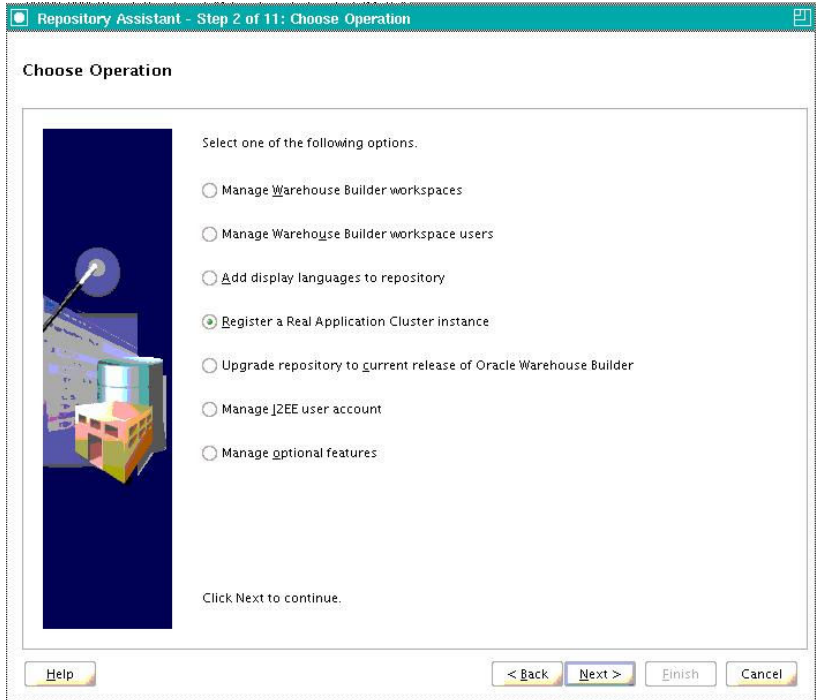 Repository Assistant - Step 2 of 11: Choose Operation
Choose Operation
Select one of the following options.
Manage Warehouse Builder workspaces
Manage Warehouse Builder workspace users
Add display languages to repository
Register a Real Application Cluster instance
Upgrade repository to current release of Oracle Warehouse Builder
Manage J2EE user account
Manage optional features
Click Next to continue.
Help
< Back
Next >
Finish
Cancel